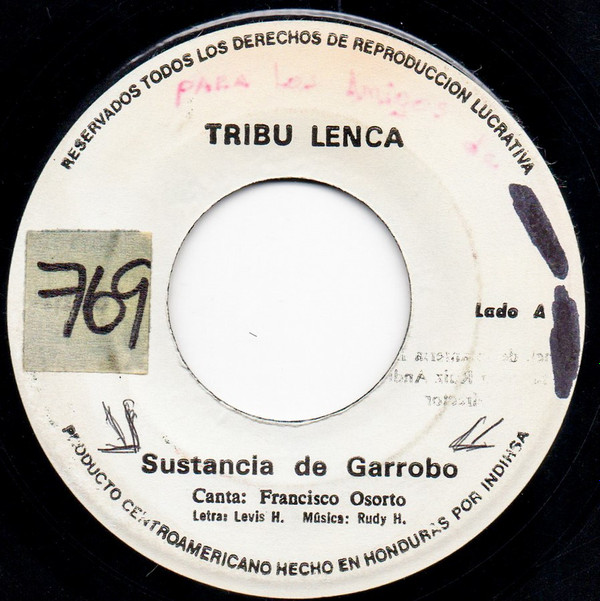 RESERVADOS TODOS LOS DERECHOS DE REPRODUCCION LUCRATIVA
PARA Los Amigos de
TRIBU LENCA
769
Lado A
Sustancia de Garrobo
Canta: Francisco Osorto
Letra: Levis H. Música: Rudy H.
PRODUCTO CENTROAMERICANO HECHO EN HONDURAS POR INDIHSA